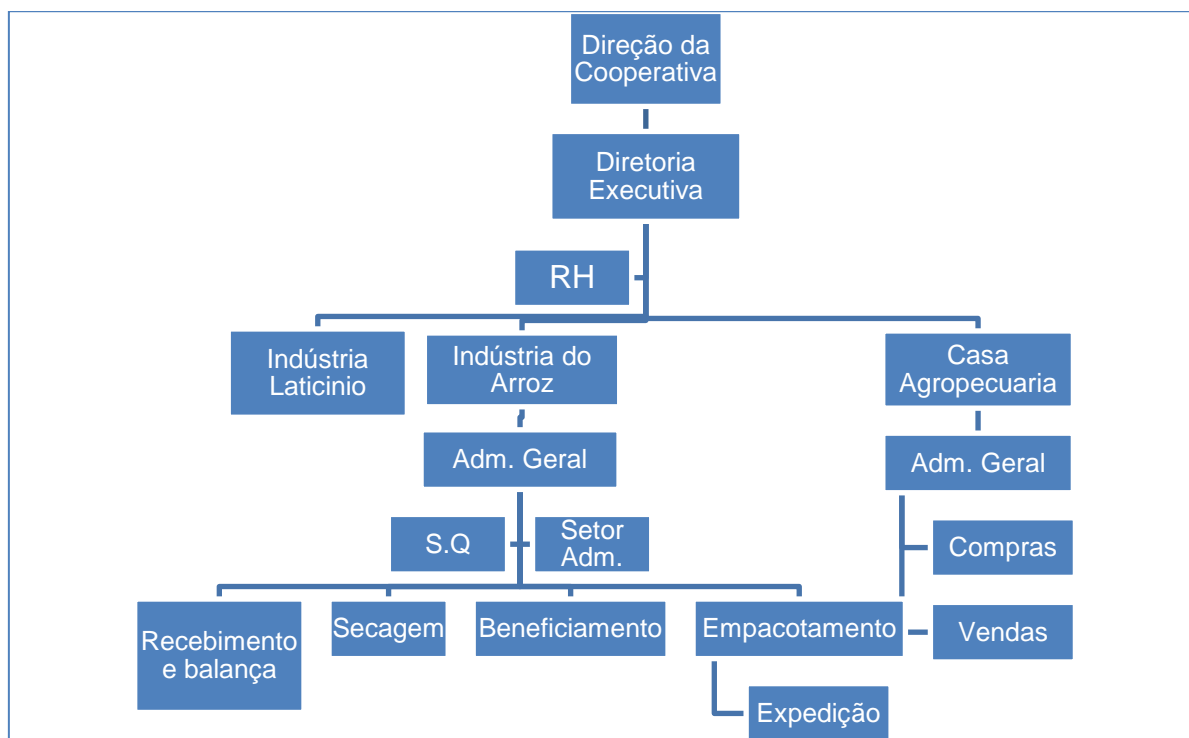 Direção da
Cooperativa
Diretoria
Executiva
RH
Indústria
Laticinio
Indústria do
Arroz
Casa
Agropecuaria
Adm. Geral
Adm. Geral
S.Q
Setor
Adm.
Compras
Recebimento
e balança
Secagem
Beneficiamento
Empacotamento
Vendas
Expedição